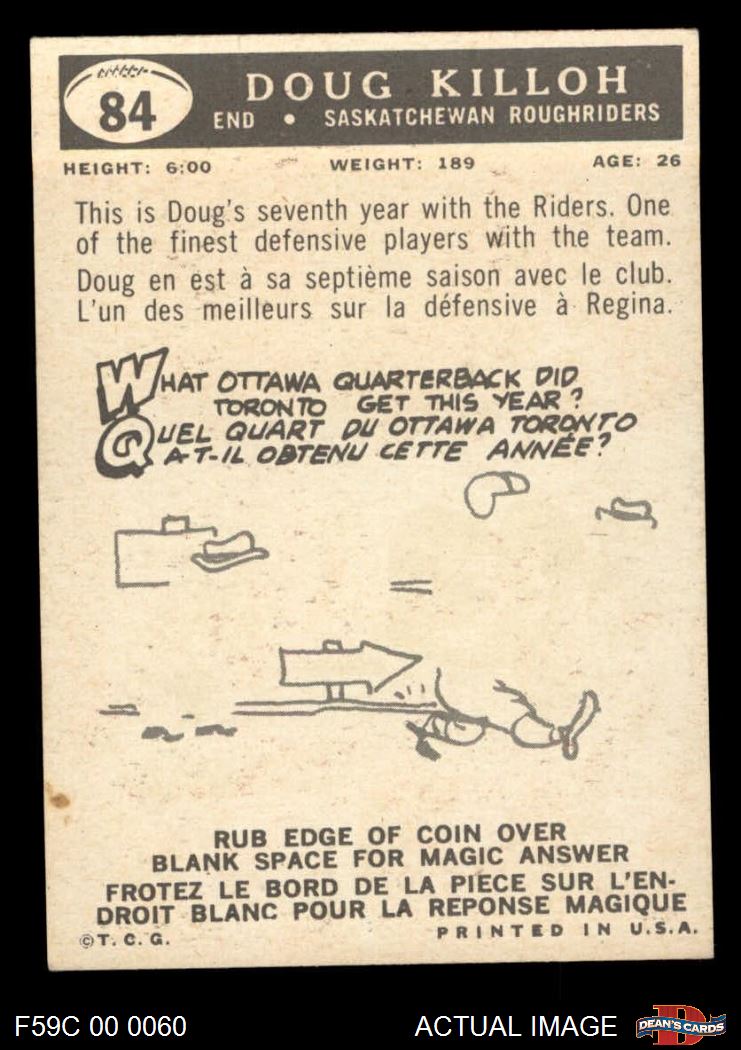 84
DOUG KILLOH
END • SASKATCHEWAN ROUGHRIDERS
HEIGHT: 6:00 WEIGHT: 189 AGE: 26
This is Doug's seventh year with the Riders. One
of the finest defensive players with the team.
Doug en est à sa septième saison avec le club.
L'un des meilleurs sur la défensive à Regina.
WHAT OTTAWA QUARTERBACK DID
TORONTO GET THIS YEAR?
QUEL QUART DU OTTAWA TORONTO
A-T-IL OBTENU CETTE ANNÉE?
RUB EDGE OF COIN OVER
BLANK SPACE FOR MAGIC ANSWER
FROTEZ LE BORD DE LA PIECE SUR L'EN-
DROIT BLANC POUR LA REPONSE MAGIQUE
©T. C. G. PRINTED IN U.S.A.
F59C 00 0060 ACTUAL IMAGE DEAN'S CARDS